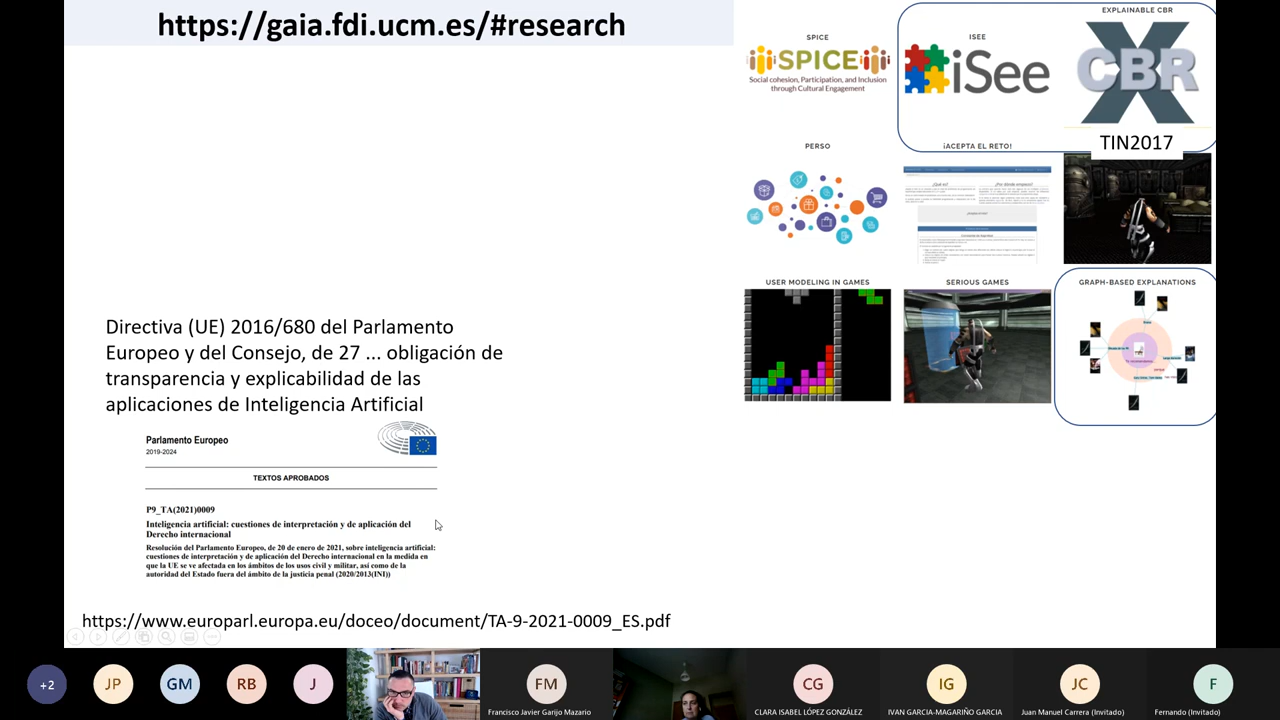 https://gaia.fdi.ucm.es/#research
SPICE
SPICE
Social cohesion, Participation, and Inclusion
through Cultural Engagement
ISEE
iSee
EXPLAINABLE CBR
CBR
X
TIN2017
PERSO
¡ACEPTA EL RETO!
¿Qué es?
¿Por dónde empiezo?
USER MODELING IN GAMES
SERIOUS GAMES
GRAPH-BASED EXPLANATIONS
Directiva (UE) 2016/680 del Parlamento
Europeo y del Consejo, de 27 ... obligación de
transparencia y explicabilidad de las
aplicaciones de Inteligencia Artificial
Parlamento Europeo
2019-2024
TEXTOS APROBADOS
P9_TA(2021)0009
Inteligencia artificial: cuestiones de interpretación y de aplicación del
Derecho internacional
Resolución del Parlamento Europeo, de 20 de enero de 2021, sobre inteligencia artificial:
cuestiones de interpretación y de aplicación del Derecho internacional en la medida en
que la UE se ve afectada en los ámbitos de los usos civil y militar, así como de la
autoridad del Estado fuera del ámbito de la justicia penal (2020/2013(INI))
https://www.europarl.europa.eu/doceo/document/TA-9-2021-0009_ES.pdf
+2
JP
GM
RB
J
FM
Francisco Javier Garijo Mazario
CG
CLARA ISABEL LÓPEZ GONZÁLEZ
IG
IVAN GARCIA-MAGARIÑO GARCIA
JC
Juan Manuel Carrera (Invitado)
F
Fernando (Invitado)